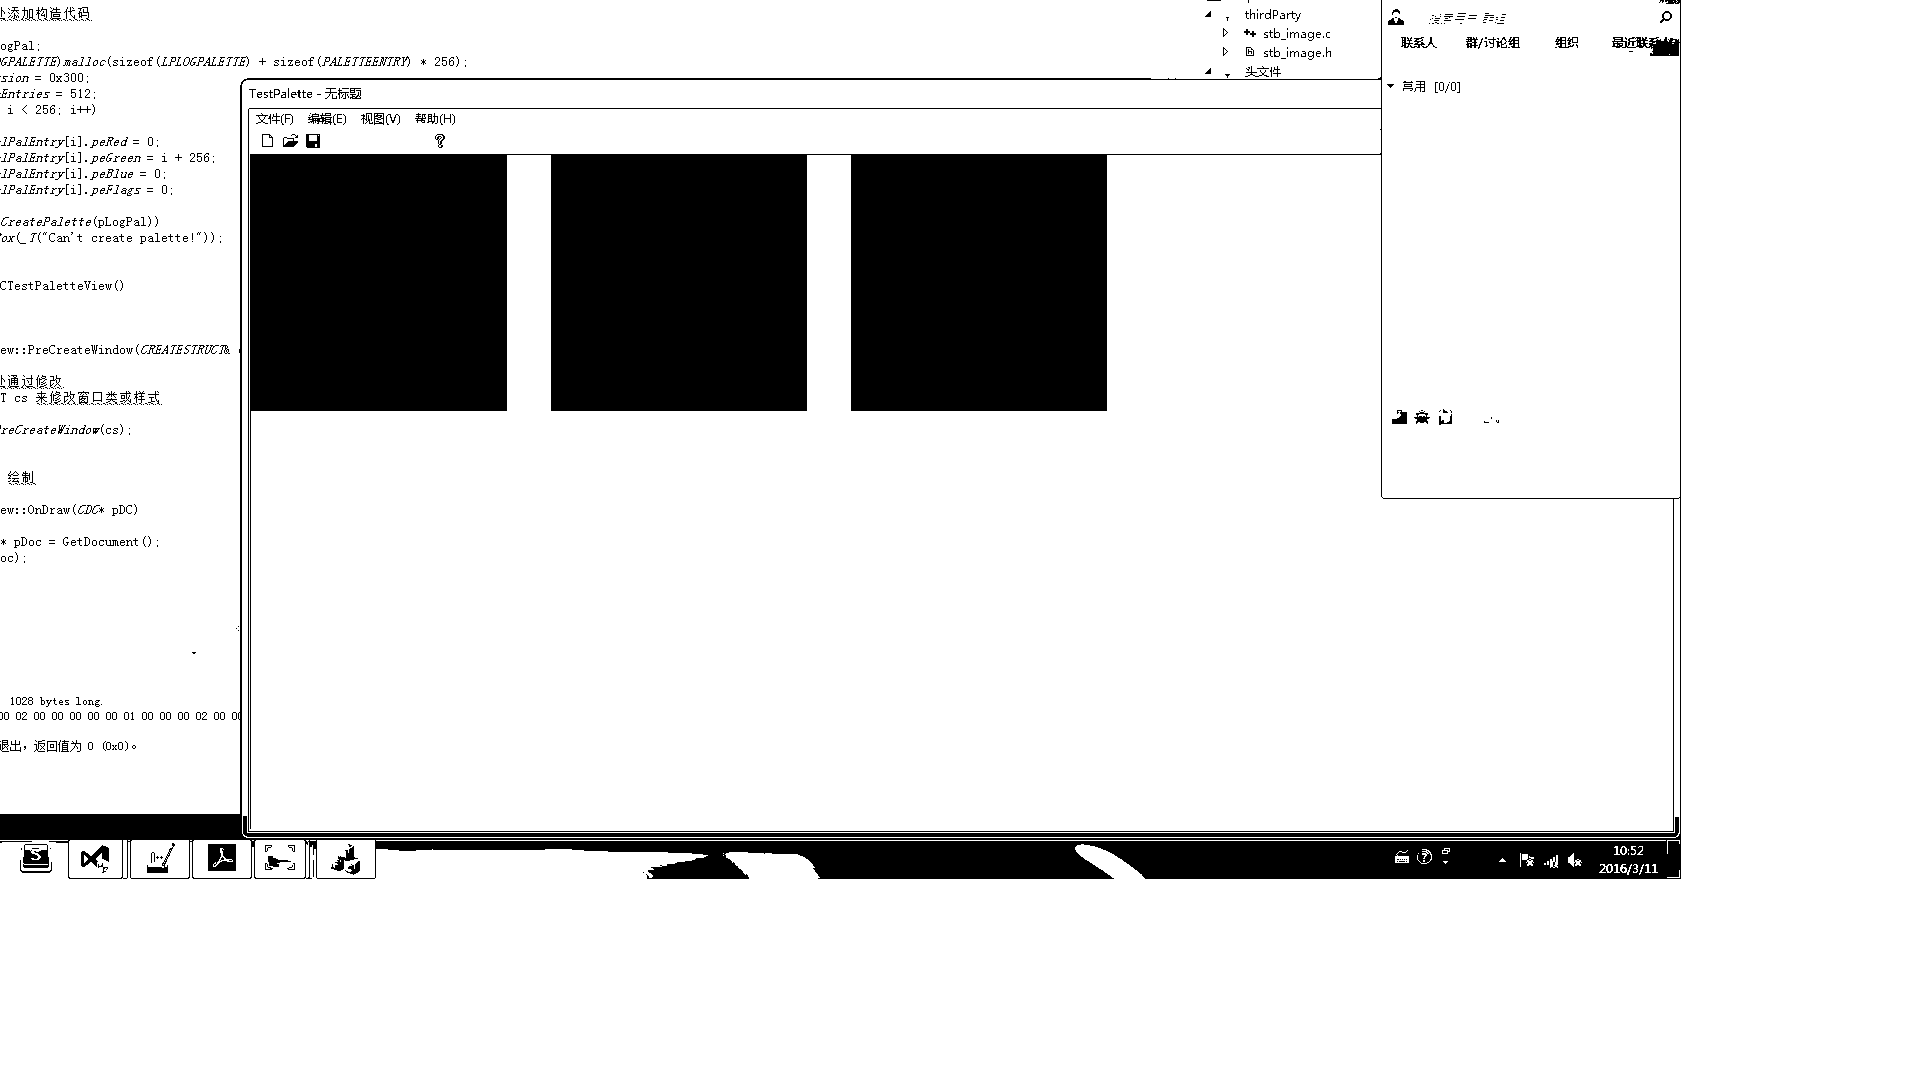 处添加构造代码
ogPal;
GPALETTE)malloc(sizeof(LPLOGPALETTE) + sizeof(PALETTEENTRY) * 256);
sion = 0x300;
Entries = 512;
i < 256; i++)
lPalEntry[i].peRed = 0;
lPalEntry[i].peGreen = i + 256;
lPalEntry[i].peBlue = 0;
lPalEntry[i].peFlags = 0;
CreatePalette(pLogPal))
ox(_T("Can't create palette!"));
CTestPaletteView()
ew::PreCreateWindow(CREATESTRUCT&
处通过修改
T cs 来修改窗口类或样式
reCreateWindow(cs);
绘制
ew::OnDraw(CDC* pDC)
* pDoc = GetDocument();
oc);
1028 bytes long.
00 02 00 00 00 00 00 01 00 00 00 02 00 00
退出，返回值为 0 (0x0)。
thirdParty
stb_image.c
stb_image.h
头文件
TestPalette - 无标题
文件(F) 编辑(E) 视图(V) 帮助(H)
联系人 群/讨论组 组织 最近联系
常用 [0/0]
10:52
2016/3/11